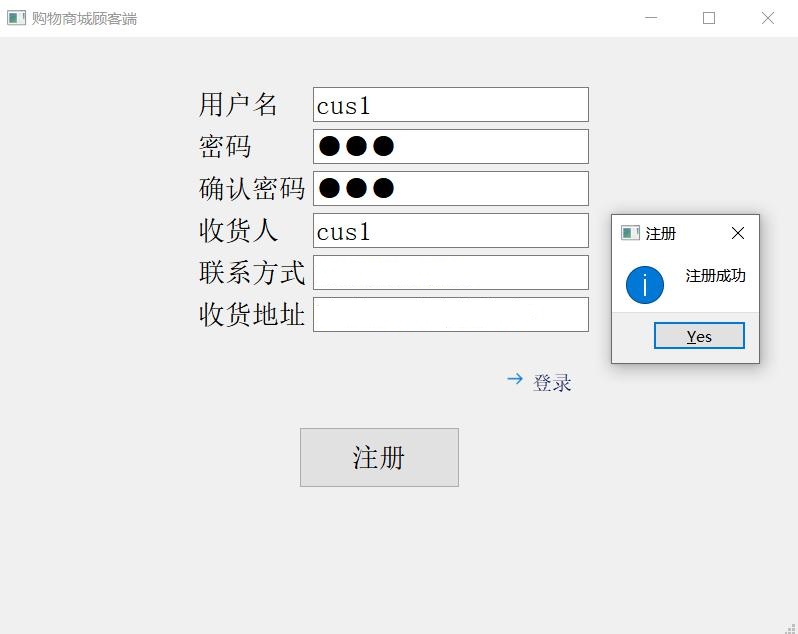 购物商城顾客端
用户名 cus1
密码 ●●●
确认密码 ●●●
收货人 cus1
联系方式
收货地址
→ 登录
注册
注册
注册成功
Yes